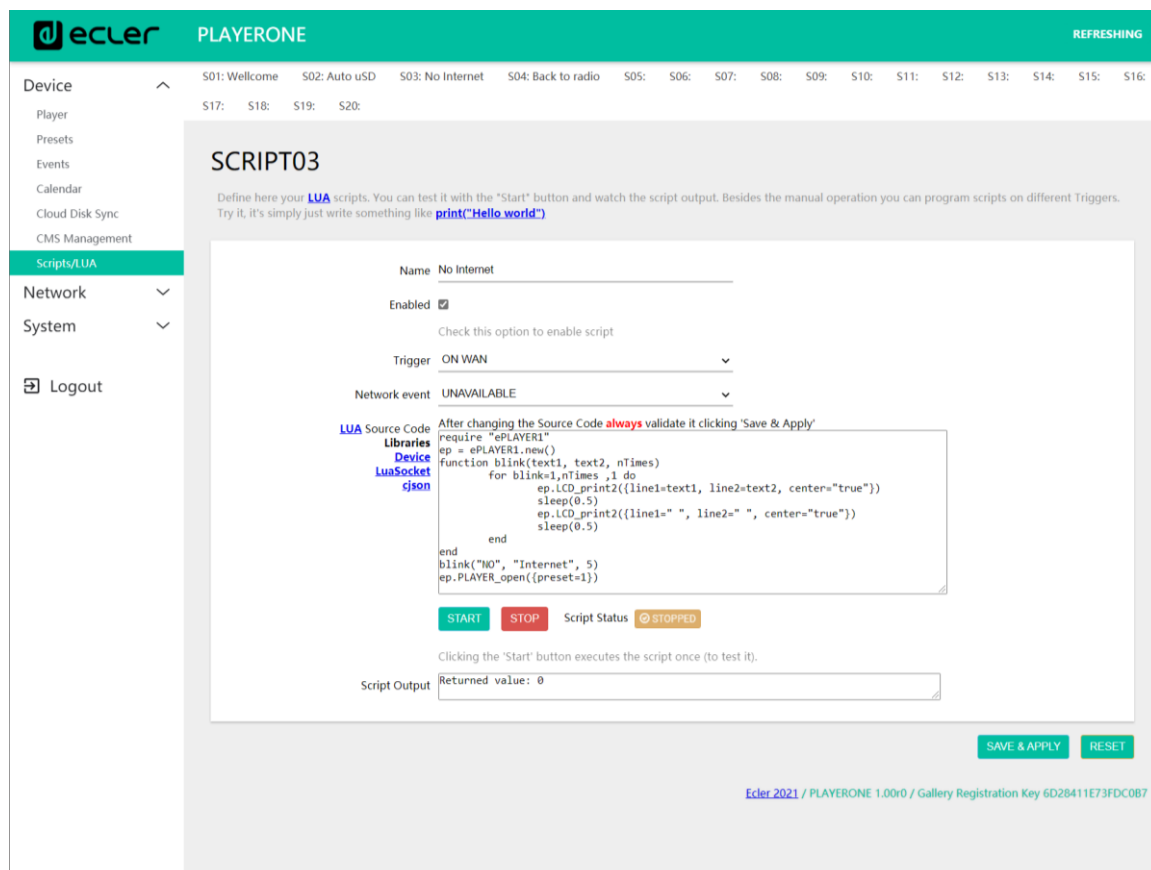 ecler
PLAYERONE
REFRESHING
Device
Player
Presets
Events
Calendar
Cloud Disk Sync
CMS Management
Scripts/LUA
Network
System
Logout
S01: Wellcome S02: Auto uSD S03: No Internet S04: Back to radio S05: S06: S07: S08: S09: S10: S11: S12: S13: S14: S15: S16:
S17: S18: S19: S20:
SCRIPT03
Define here your LUA scripts. You can test it with the "Start" button and watch the script output. Besides the manual operation you can program scripts on different Triggers.
Try it, it's simply just write something like print("Hello world")
Name No Internet
Enabled
Check this option to enable script
Trigger ON WAN
Network event UNAVAILABLE
LUA Source Code
Libraries
Device
LuaSocket
cjson
After changing the Source Code always validate it clicking 'Save & Apply'
require "ePLAYER1"
ep = ePLAYER1.new()
function blink(text1, text2, nTimes)
for blink=1,nTimes ,1 do
ep.LCD_print2({line1=text1, line2=text2, center="true"})
sleep(0.5)
ep.LCD_print2({line1=" ", line2=" ", center="true"})
sleep(0.5)
end
end
blink("NO", "Internet", 5)
ep.PLAYER_open({preset=1})
START STOP Script Status STOPPED
Clicking the 'Start' button executes the script once (to test it).
Script Output Returned value: 0
SAVE & APPLY RESET
Ecler 2021 / PLAYERONE 1.00r0 / Gallery Registration Key 6D28411E73FDC0B7